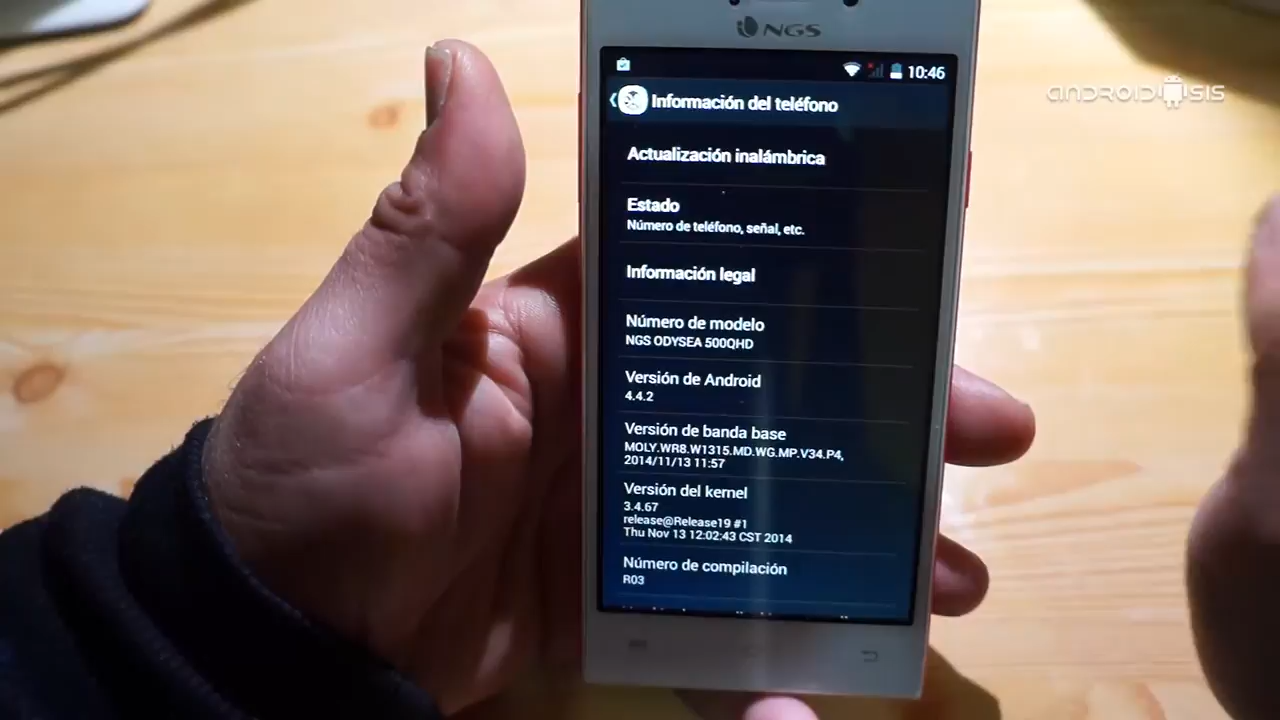 NGS
10:46
ANDROIDSIS
Información del teléfono
Actualización inalámbrica
Estado
Número de teléfono, señal, etc.
Información legal
Número de modelo
NGS ODYSEA 500QHD
Versión de Android
4.4.2
Versión de banda base
MOLY.WR8.W1315.MD.WG.MP.V34.P4,
2014/11/13 11:57
Versión del kernel
3.4.67
release@Release19 #1
Thu Nov 13 12:02:43 CST 2014
Número de compilación
R03